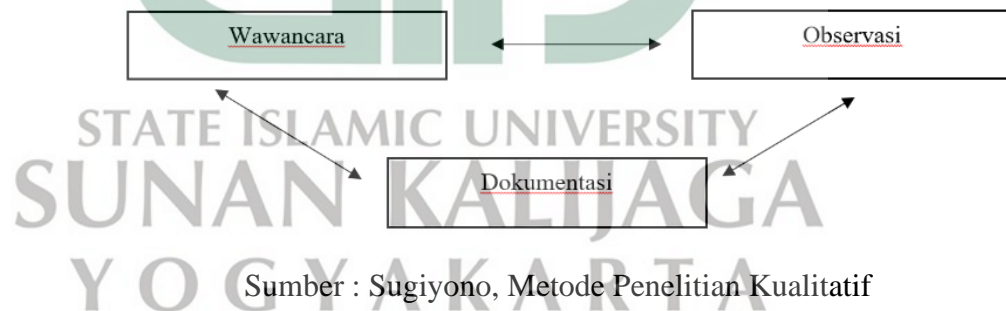 Wawancara
Observasi
STATE ISLAMIC UNIVERSITY
SUNAN KALIJAGA
Dokumentasi
YOGYAKARTA
Sumber : Sugiyono, Metode Penelitian Kualitatif